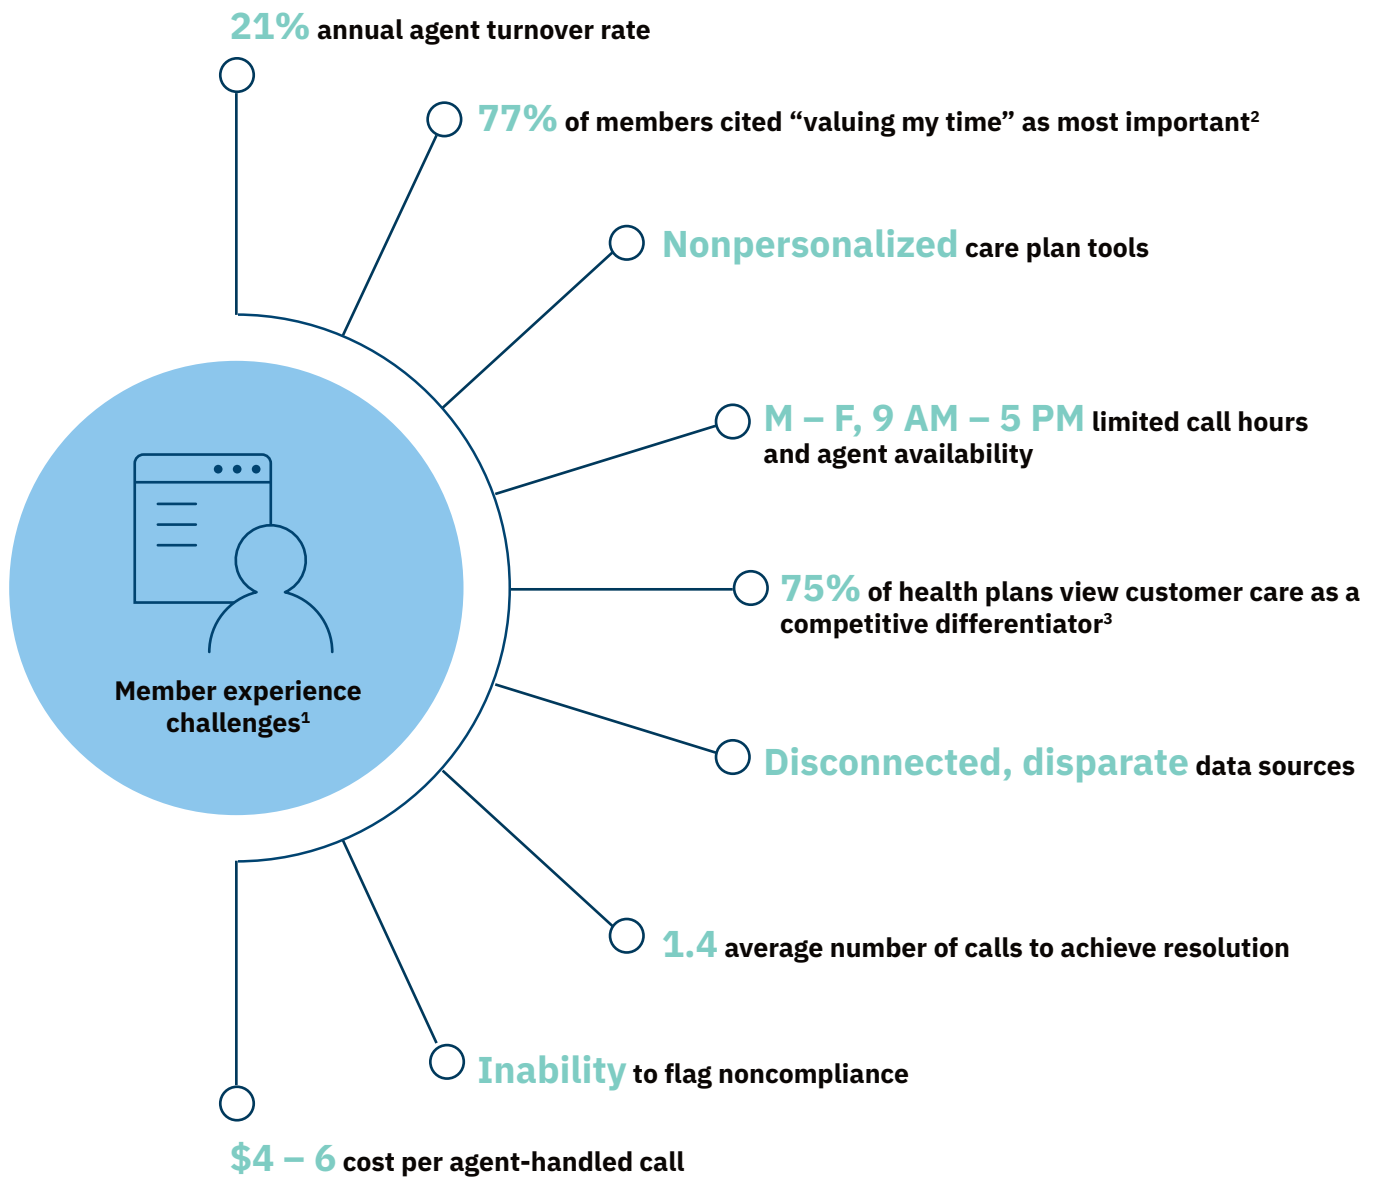 21% annual agent turnover rate
77% of members cited “valuing my time” as most important²
Nonpersonalized care plan tools
M – F, 9 AM – 5 PM limited call hours
and agent availability
75% of health plans view customer care as a
competitive differentiator³
Member experience
challenges¹
Disconnected, disparate data sources
1.4 average number of calls to achieve resolution
Inability to flag noncompliance
$4 – 6 cost per agent-handled call